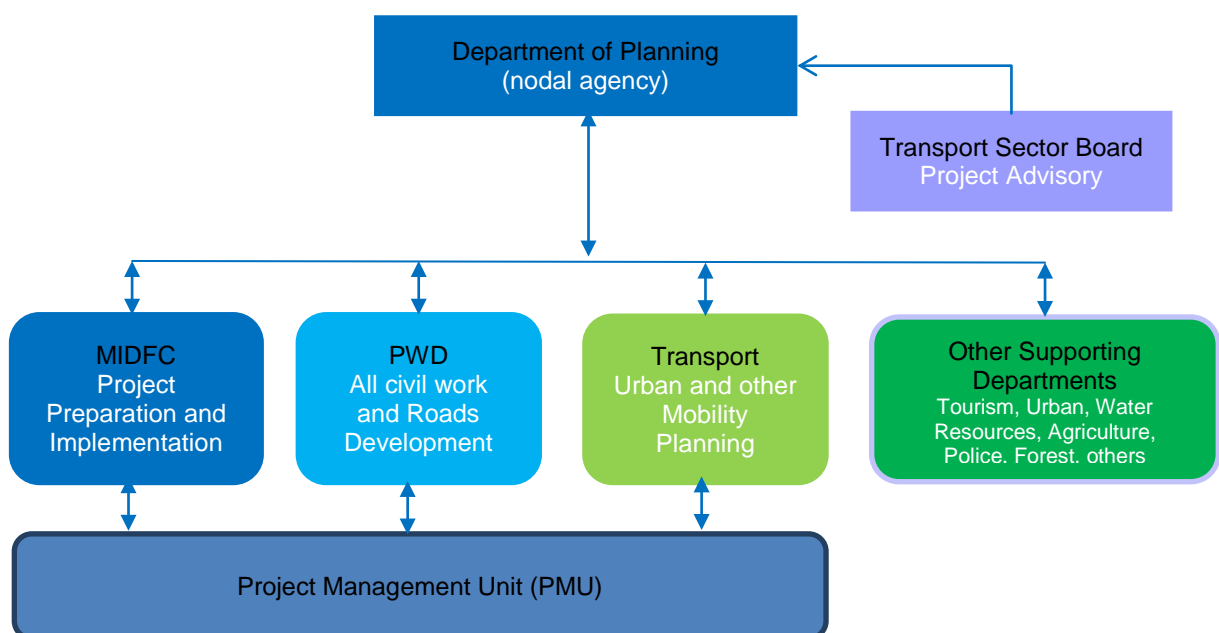 Department of Planning
(nodal agency)
Transport Sector Board
Project Advisory
MIDFC
Project
Preparation and
Implementation
PWD
All civil work
and Roads
Development
Transport
Urban and other
Mobility
Planning
Other Supporting
Departments
Tourism, Urban, Water
Resources, Agriculture,
Police. Forest. others
Project Management Unit (PMU)